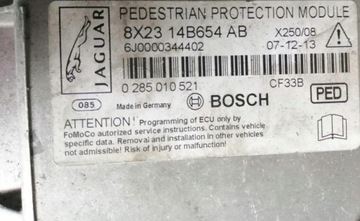 PEDESTRIAN PROTECTION MODULE
8X23 14B654 AB X250/08
6J0000344402 07-12-13
JAGUAR
0 285 010 521 CF33B
085 Made in Germany BOSCH PED
ATTENTION! Programming of ECU only by
FoMoCo authorized service instructions. Contains vehicle
specific data. Removal and installation in other vehicles
not admissible! Risk of injury or malfunction!